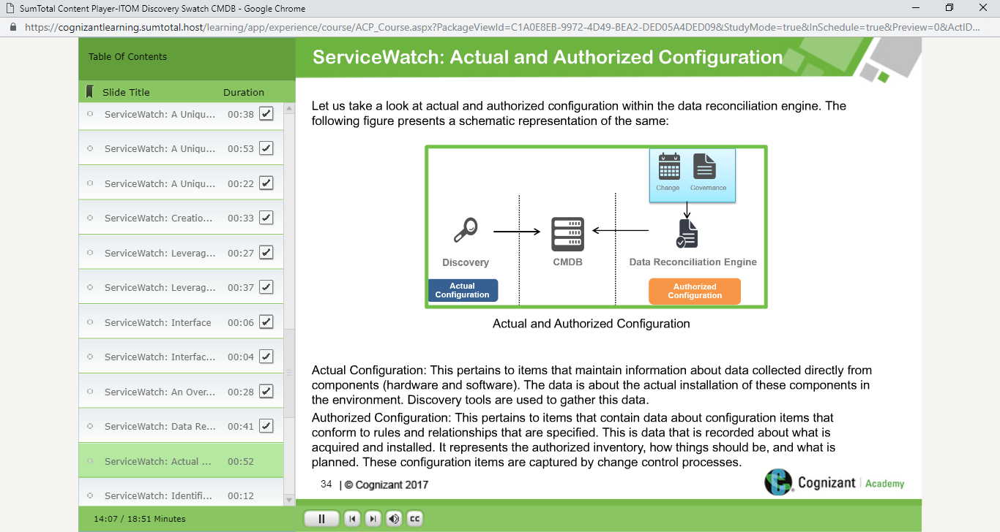 SumTotal Content Player-ITOM Discovery Swatch CMDB - Google Chrome
https://cognizantlearning.sumtotal.host/learning/app/experience/course/ACP_Course.aspx?PackageViewId=C1A0E8EB-9972-4D49-BEA2-DED05A4DED09&StudyMode=true&InSchedule=true&Preview=0&ActID...
Table Of Contents
Slide Title Duration
ServiceWatch: A Uniqu... 00:38
ServiceWatch: A Uniqu... 00:53
ServiceWatch: A Uniqu... 00:22
ServiceWatch: Creatio... 00:33
ServiceWatch: Leverag... 00:27
ServiceWatch: Leverag... 00:37
ServiceWatch: Interface 00:06
ServiceWatch: Interfac... 00:04
ServiceWatch: An Over... 00:28
ServiceWatch: Data Re... 00:41
ServiceWatch: Actual ... 00:52
ServiceWatch: Identifi... 00:12
14:07 / 18:51 Minutes
ServiceWatch: Actual and Authorized Configuration
Let us take a look at actual and authorized configuration within the data reconciliation engine. The
following figure presents a schematic representation of the same:
Change Governance
Discovery CMDB Data Reconciliation Engine
Actual
Configuration
Authorized
Configuration
Actual and Authorized Configuration
Actual Configuration: This pertains to items that maintain information about data collected directly from
components (hardware and software). The data is about the actual installation of these components in
the environment. Discovery tools are used to gather this data.
Authorized Configuration: This pertains to items that contain data about configuration items that
conform to rules and relationships that are specified. This is data that is recorded about what is
acquired and installed. It represents the authorized inventory, how things should be, and what is
planned. These configuration items are captured by change control processes.
34 | © Cognizant 2017
Cognizant | Academy
CC